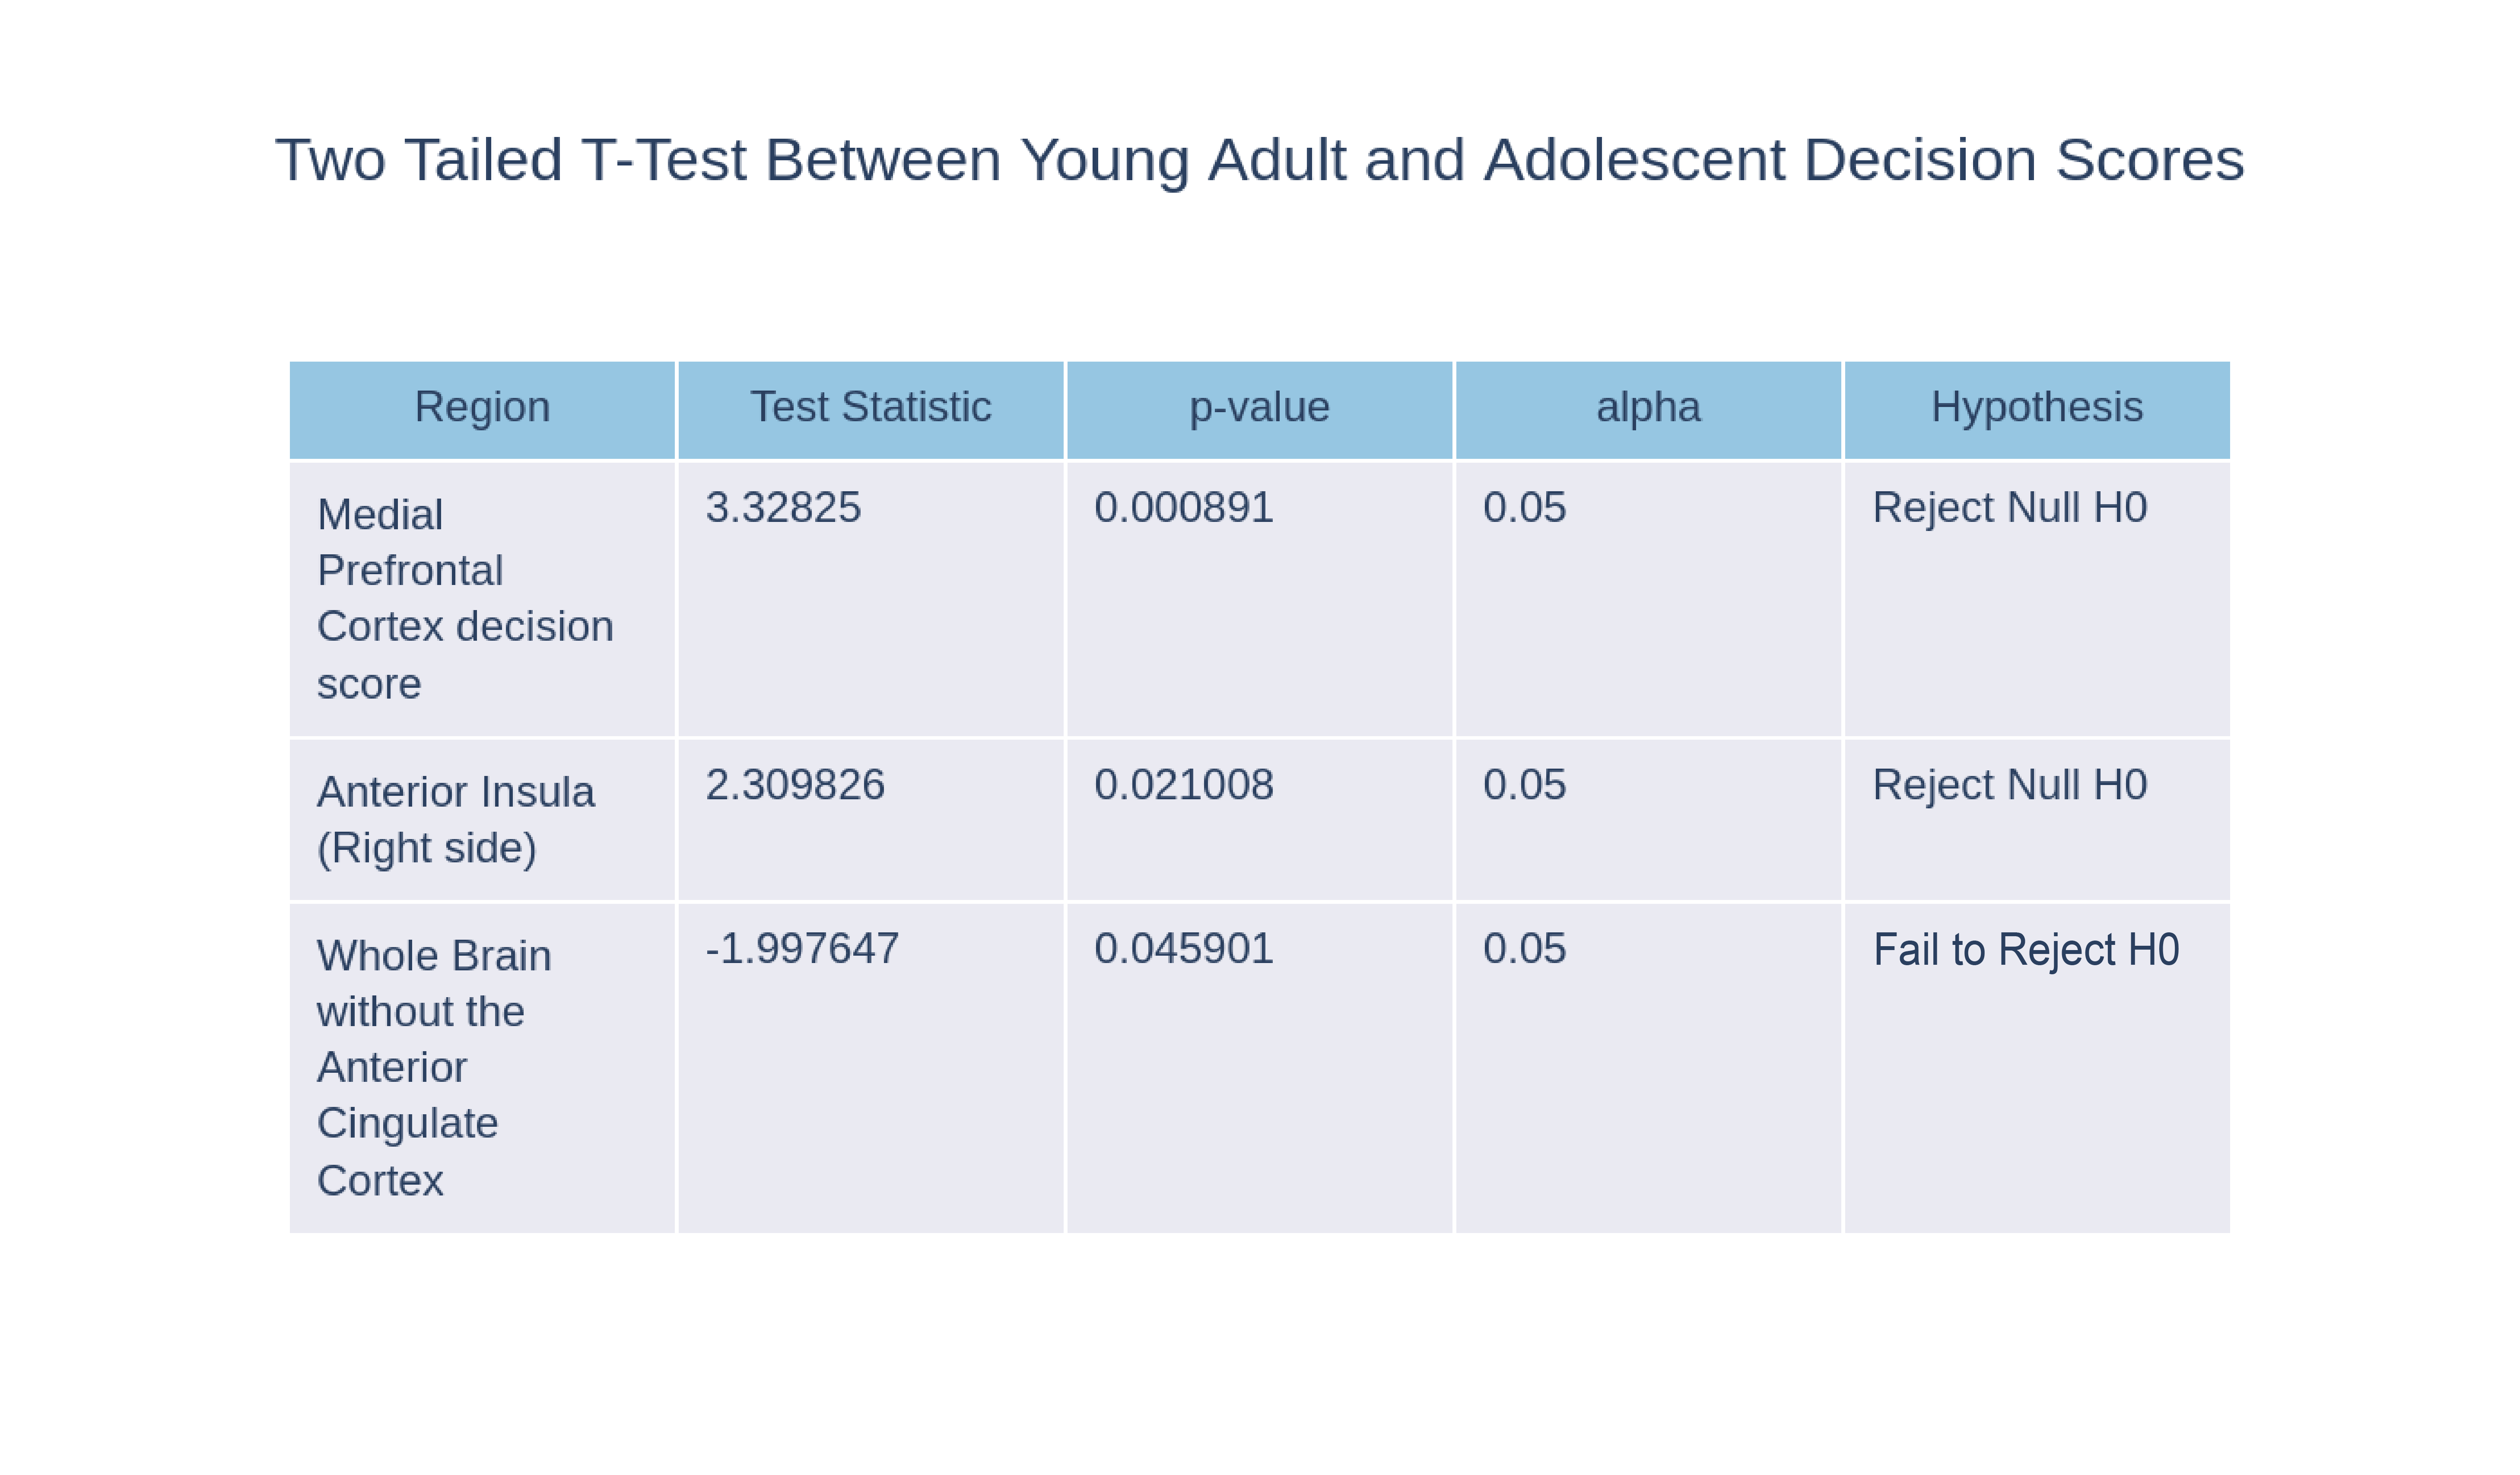 Two Tailed T-Test Between Young Adult and Adolescent Decision Scores
Region Test Statistic p-value alpha Hypothesis
Medial 3.32825 0.000891 0.05 Reject Null H0
Prefrontal
Cortex decision
score
Anterior Insula 2.309826 0.021008 0.05 Reject Null H0
(Right side)
Whole Brain -1.997647 0.045901 0.05 Fail to Reject H0
without the
Anterior
Cingulate
Cortex